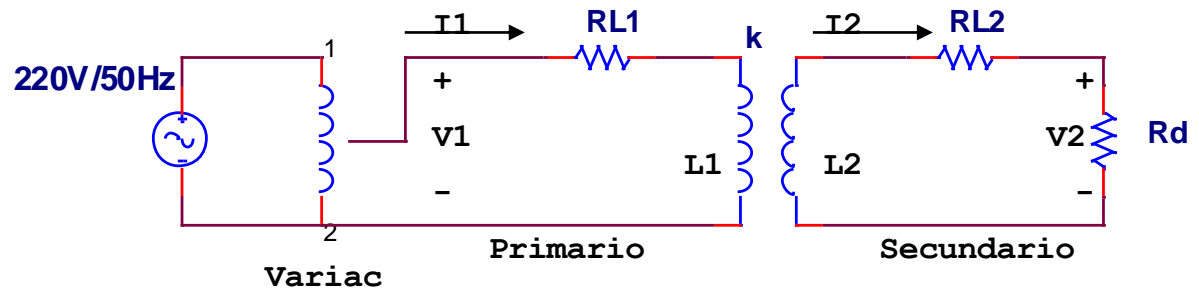 I1 RL1 k I2 RL2
1
220V/50Hz
+ +
V1 V2 Rd
L1 L2
- -
2
Primario Secundario
Variac